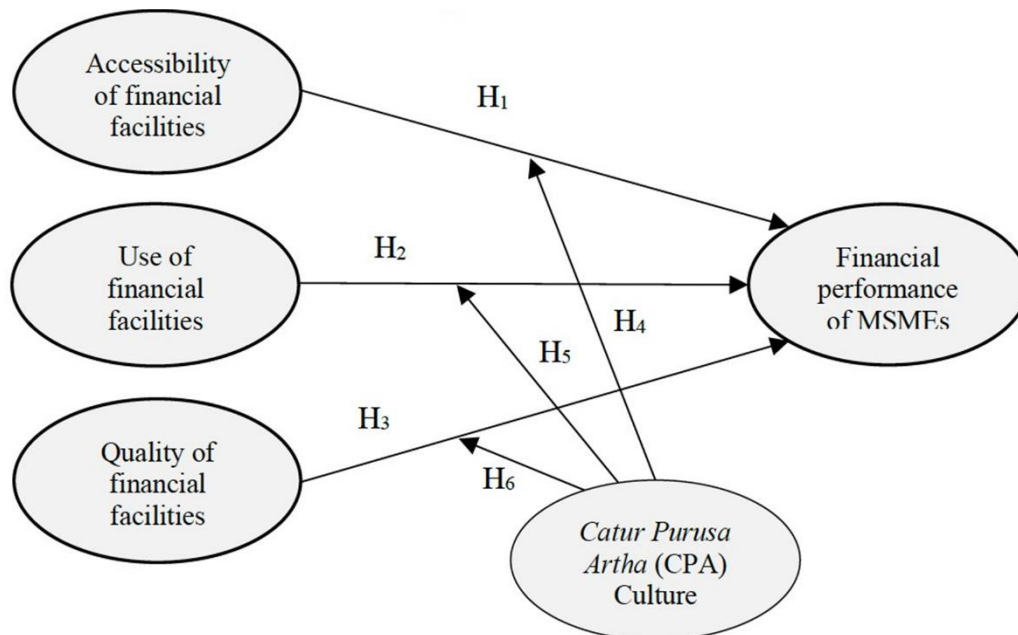 Accessibility
of financial
facilities
H1
Use of
financial
facilities
H2
Financial
performance
of MSMEs
H4
H5
Quality of
financial
facilities
H3
H6
Catur Purusa
Artha (CPA)
Culture